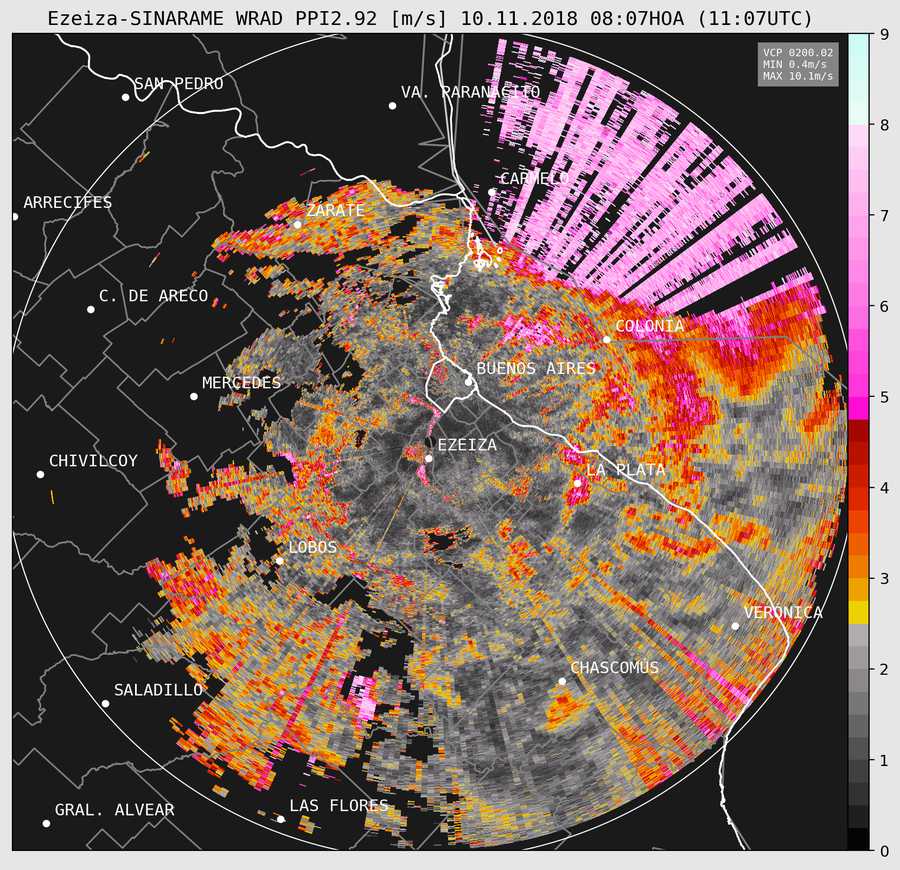 Ezeiza-SINARAME WRAD PPI2.92 [m/s] 10.11.2018 08:07HOA (11:07UTC)
VCP 0200.02
MIN 0.4m/s
MAX 10.1m/s
SAN PEDRO
VA. PARANACITO
CARMELO
ARRECIFES
ZARATE
C. DE ARECO
COLONIA
MERCEDES
BUENOS AIRES
EZEIZA
CHIVILCOY
LA PLATA
LOBOS
VERONICA
CHASCOMUS
SALADILLO
LAS FLORES
GRAL. ALVEAR
9
8
7
6
5
4
3
2
1
0